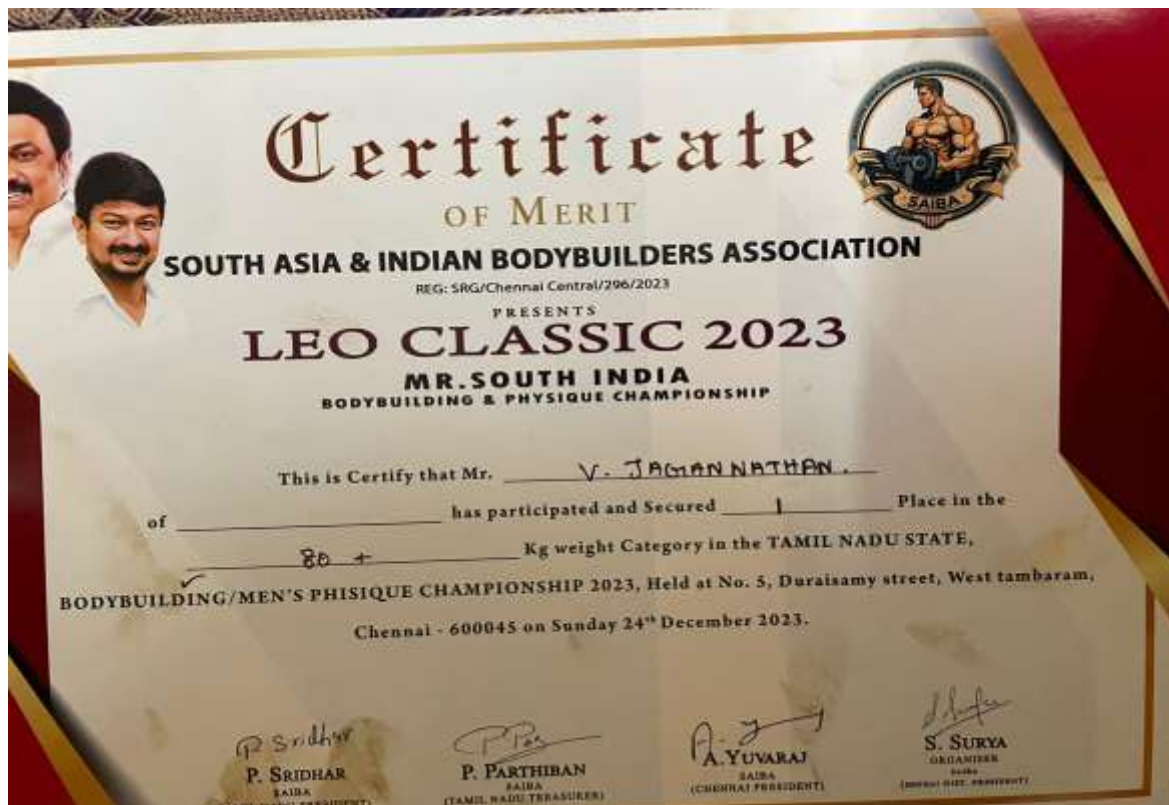 Certificate
OF MERIT
SAIBA
SOUTH ASIA & INDIAN BODYBUILDERS ASSOCIATION
REG: SRG/Chennai Central/296/2023
PRESENTS
LEO CLASSIC 2023
MR.SOUTH INDIA
BODYBUILDING & PHYSIQUE CHAMPIONSHIP
This is Certify that Mr. V. JAGANNATHAN.
of has participated and Secured 1 Place in the
80 + Kg weight Category in the TAMIL NADU STATE,
BODYBUILDING/MEN'S PHISIQUE CHAMPIONSHIP 2023, Held at No. 5, Duraisamy street, West tambaram,
Chennai - 600045 on Sunday 24th December 2023.
P Sridhar
P. SRIDHAR
SAIBA
P. PARTHIBAN
SAIBA
(TAMIL NADU TREASURER)
A. YUVARAJ
SAIBA
(CHENNAI PRESIDENT)
S. SURYA
ORGANISER
SAIBA